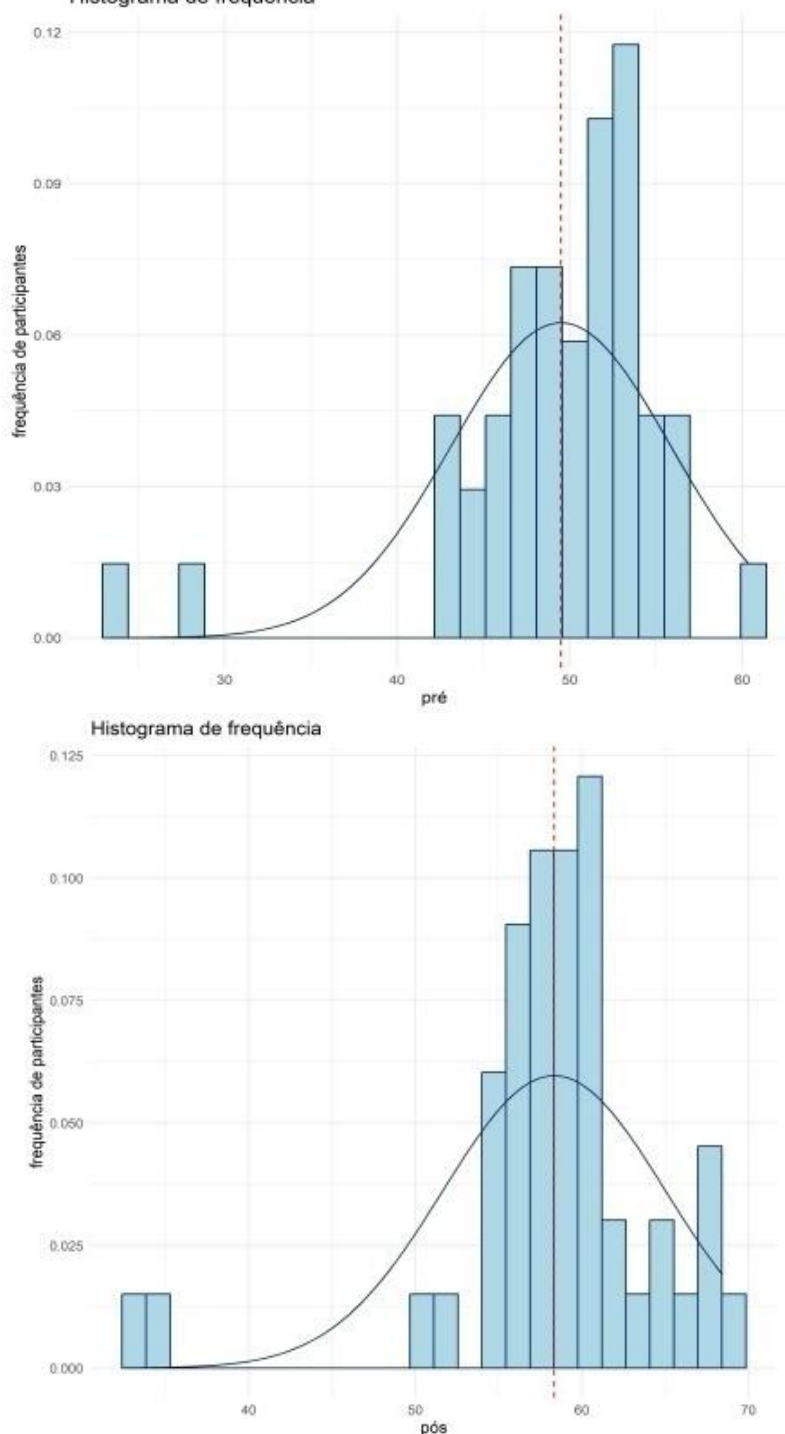 Histograma de frequência
0.12
0.09
0.06
0.03
0.00
frequência de participantes
30 40 50 60
pré
Histograma de frequência
0.125
0.100
0.075
0.050
0.025
0.000
frequência de participantes
40 50 60 70
pós